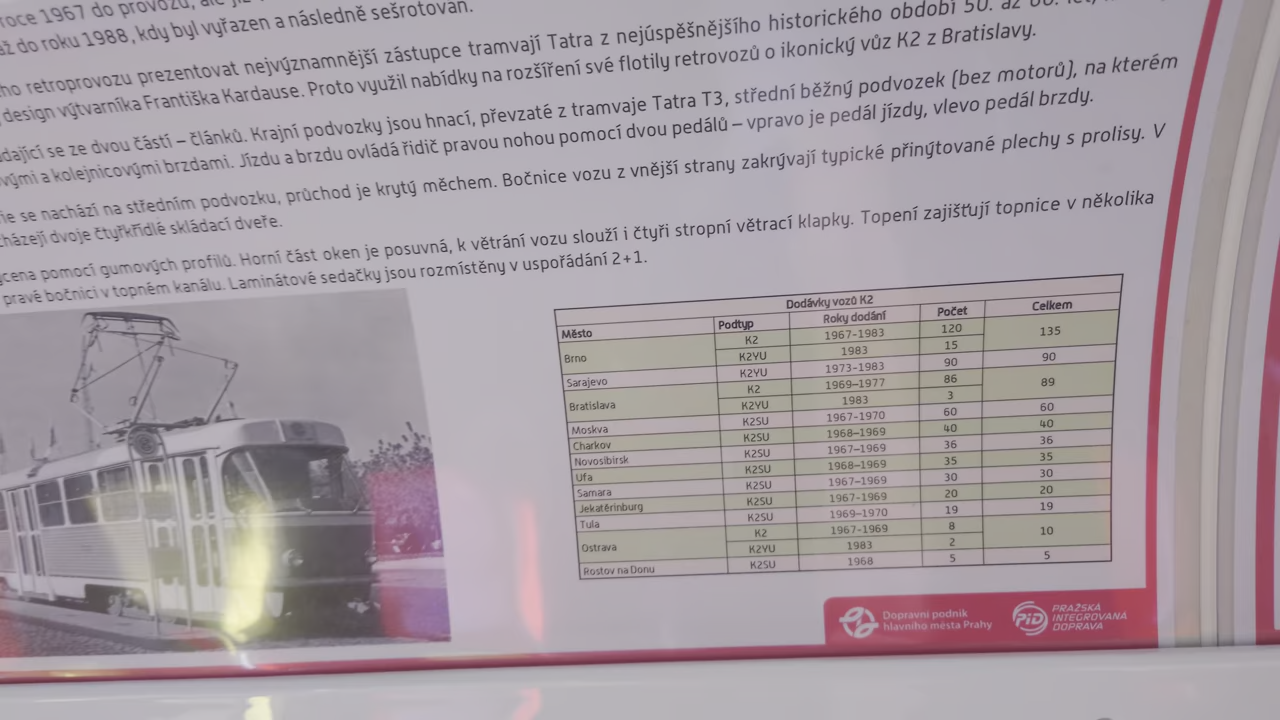 roce 1967 do provozu, ale již
až do roku 1988, kdy byl vyřazen a následně sešrotován.
ho retroprovozu prezentovat nejvýznamnější zástupce tramvají Tatra z nejúspěšnějšího historického období 50. až
design výtvarníka Františka Kardause. Proto využil nabídky na rozšíření své flotily retrovozů o ikonický vůz K2 z Bratislavy.
dající se ze dvou částí – článků. Krajní podvozky jsou hnací, převzaté z tramvaje Tatra T3, střední běžný podvozek (bez motorů), na kterém
vými a kolejnicovými brzdami. Jízdu a brzdu ovládá řidič pravou nohou pomocí dvou pedálů – vpravo je pedál jízdy, vlevo pedál brzdy.
ie se nachází na středním podvozku, průchod je krytý měchem. Bočnice vozu z vnější strany zakrývají typické přinýtované plechy s prolisy. V
cházejí dvoje čtyřkřídlé skládací dveře.
ycena pomocí gumových profilů. Horní část oken je posuvná, k větrání vozu slouží i čtyři stropní větrací klapky. Topení zajišťují topnice v několika
pravé bočnici v topném kanálu. Laminátové sedačky jsou rozmístěny v uspořádání 2+1.
Dodávky vozů K2
Město Podtyp Roky dodání Počet Celkem
Brno K2 1967-1983 120 135
K2YU 1983 15
Sarajevo K2YU 1973-1983 90 90
Bratislava K2 1969–1977 86 89
K2YU 1983 3
Moskva K2SU 1967-1970 60 60
Charkov K2SU 1968–1969 40 40
Novosibirsk K2SU 1967–1969 36 36
Ufa K2SU 1968–1969 35 35
Samara K2SU 1967–1969 30 30
Jekatěrinburg K2SU 1967-1969 20 20
Tula K2SU 1969–1970 19 19
Ostrava K2 1967-1969 8 10
K2YU 1983 2
Rostov na Donu K2SU 1968 5 5
Dopravní podnik
hlavního města Prahy
PID
PRAŽSKÁ
INTEGROVANÁ
DOPRAVA